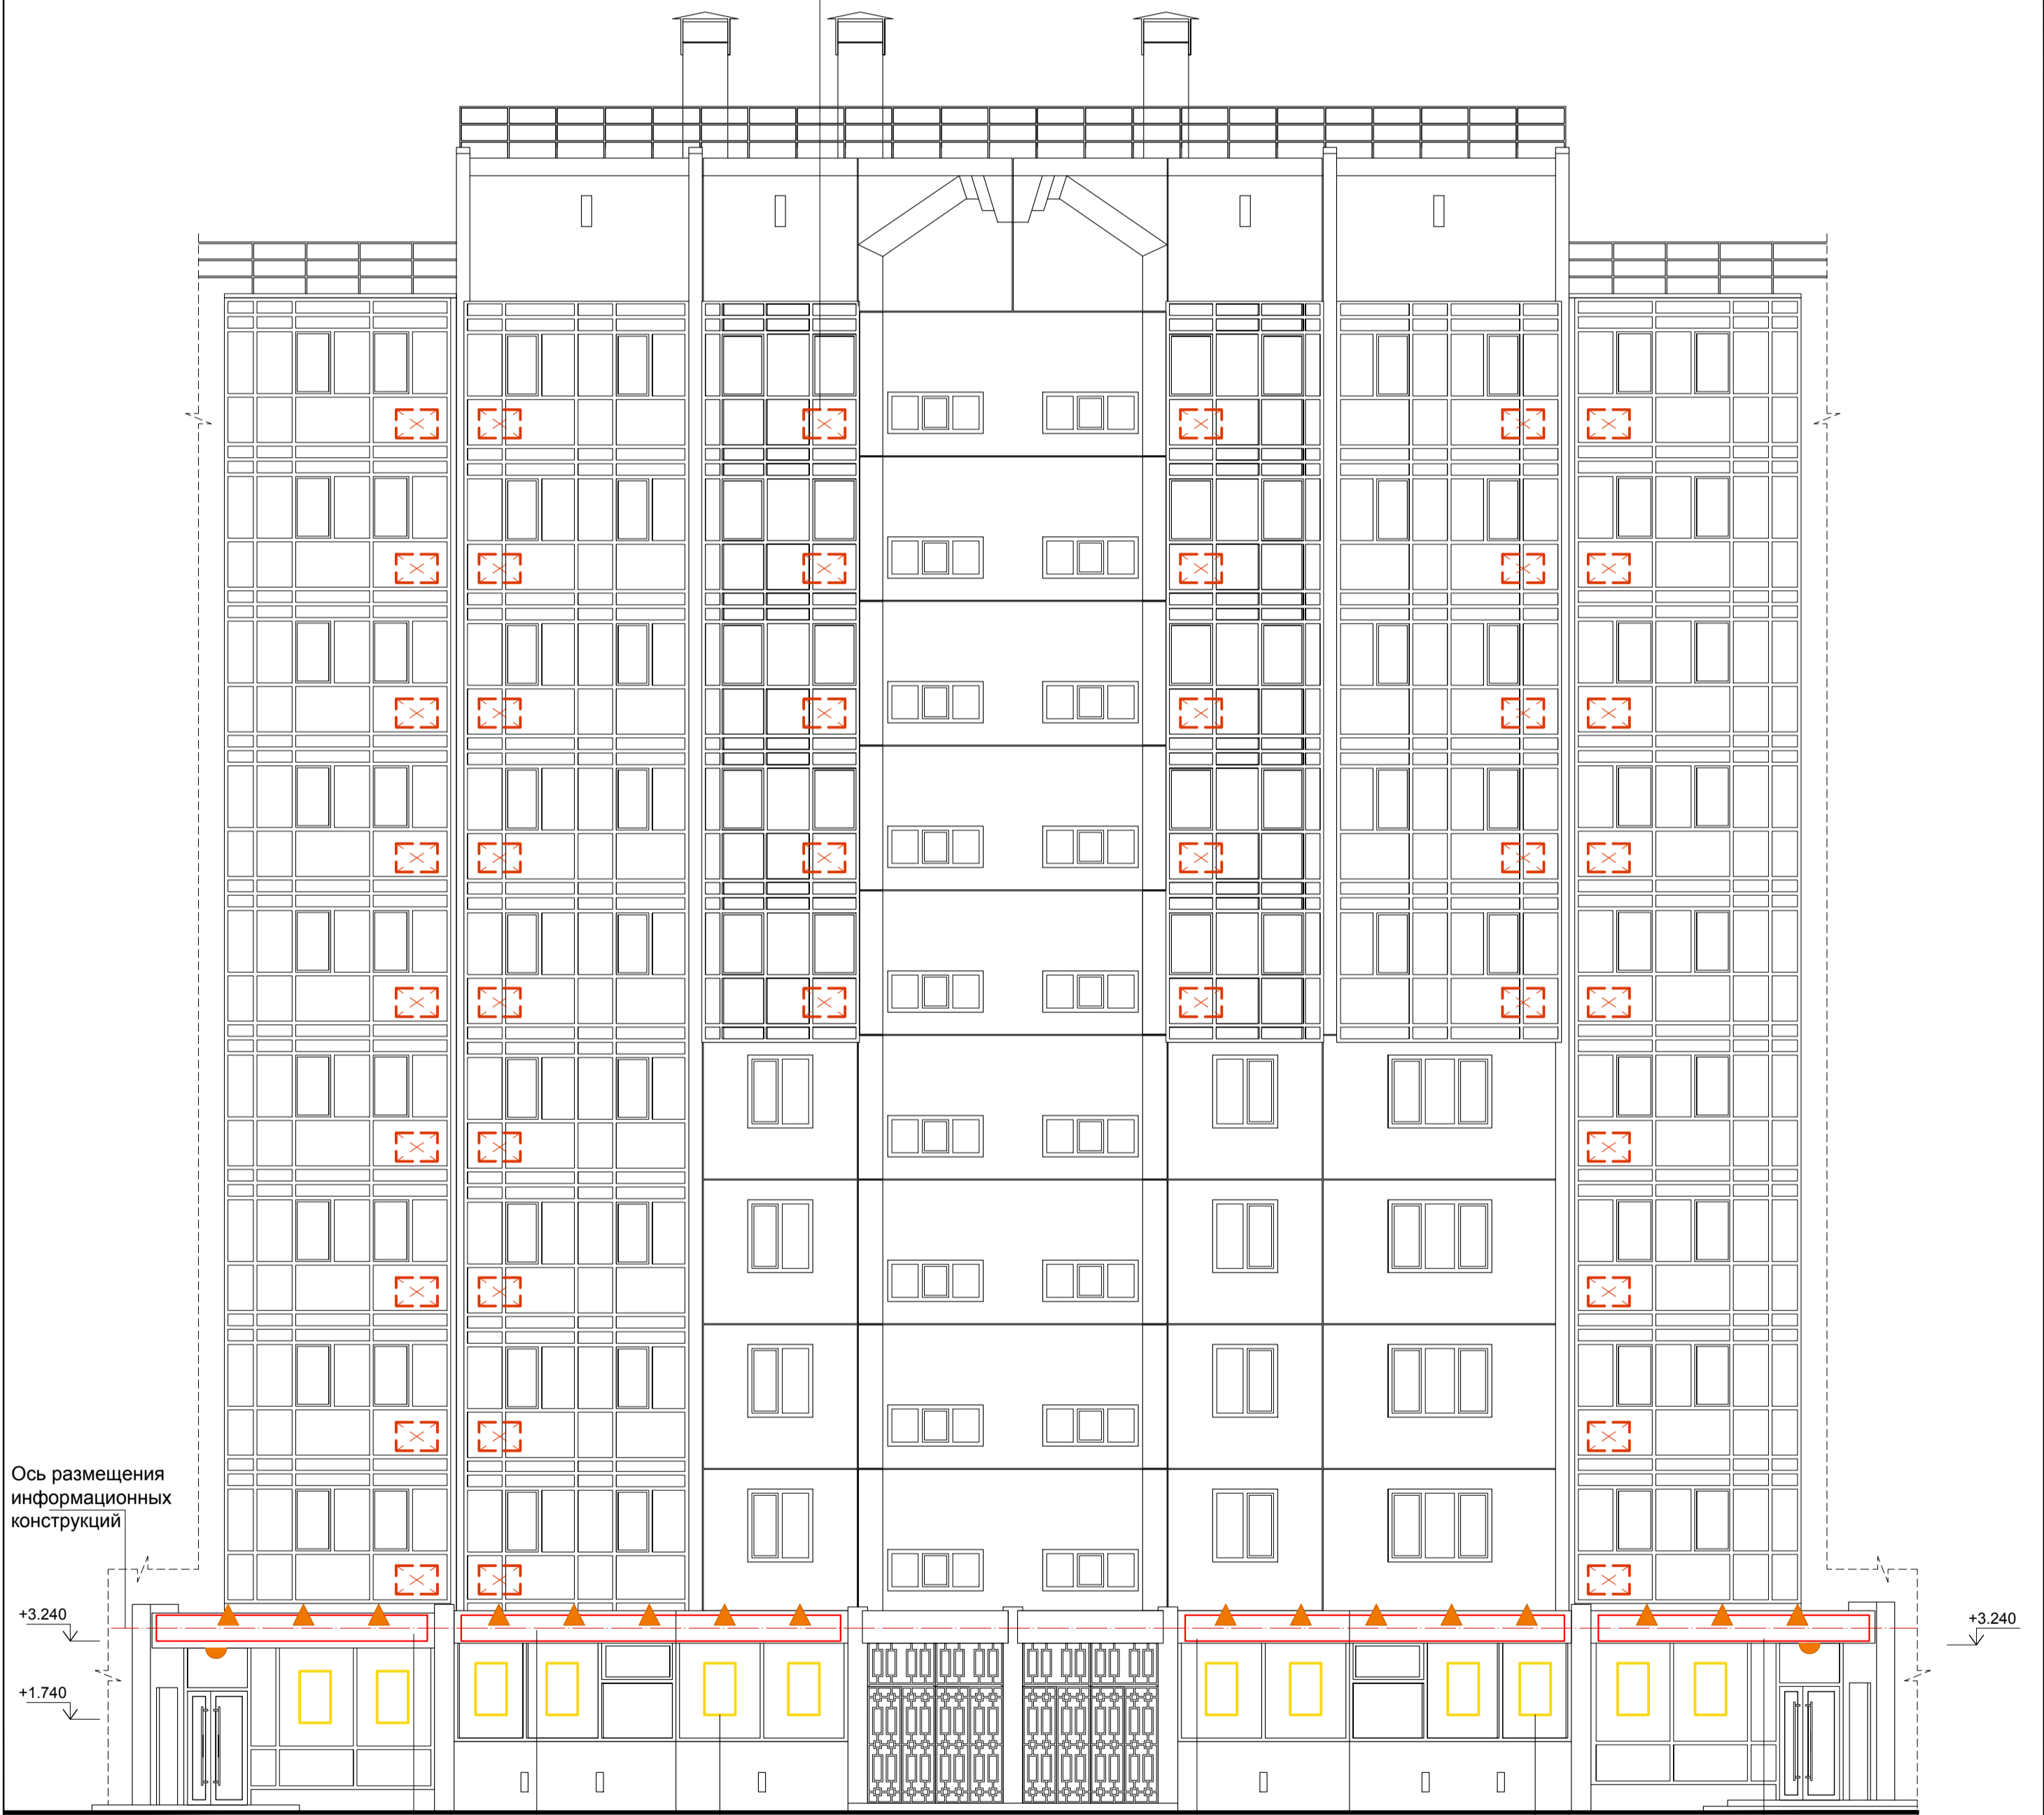 Ось размещения
информационных
конструкций
+3.240
+3.240
+1.740